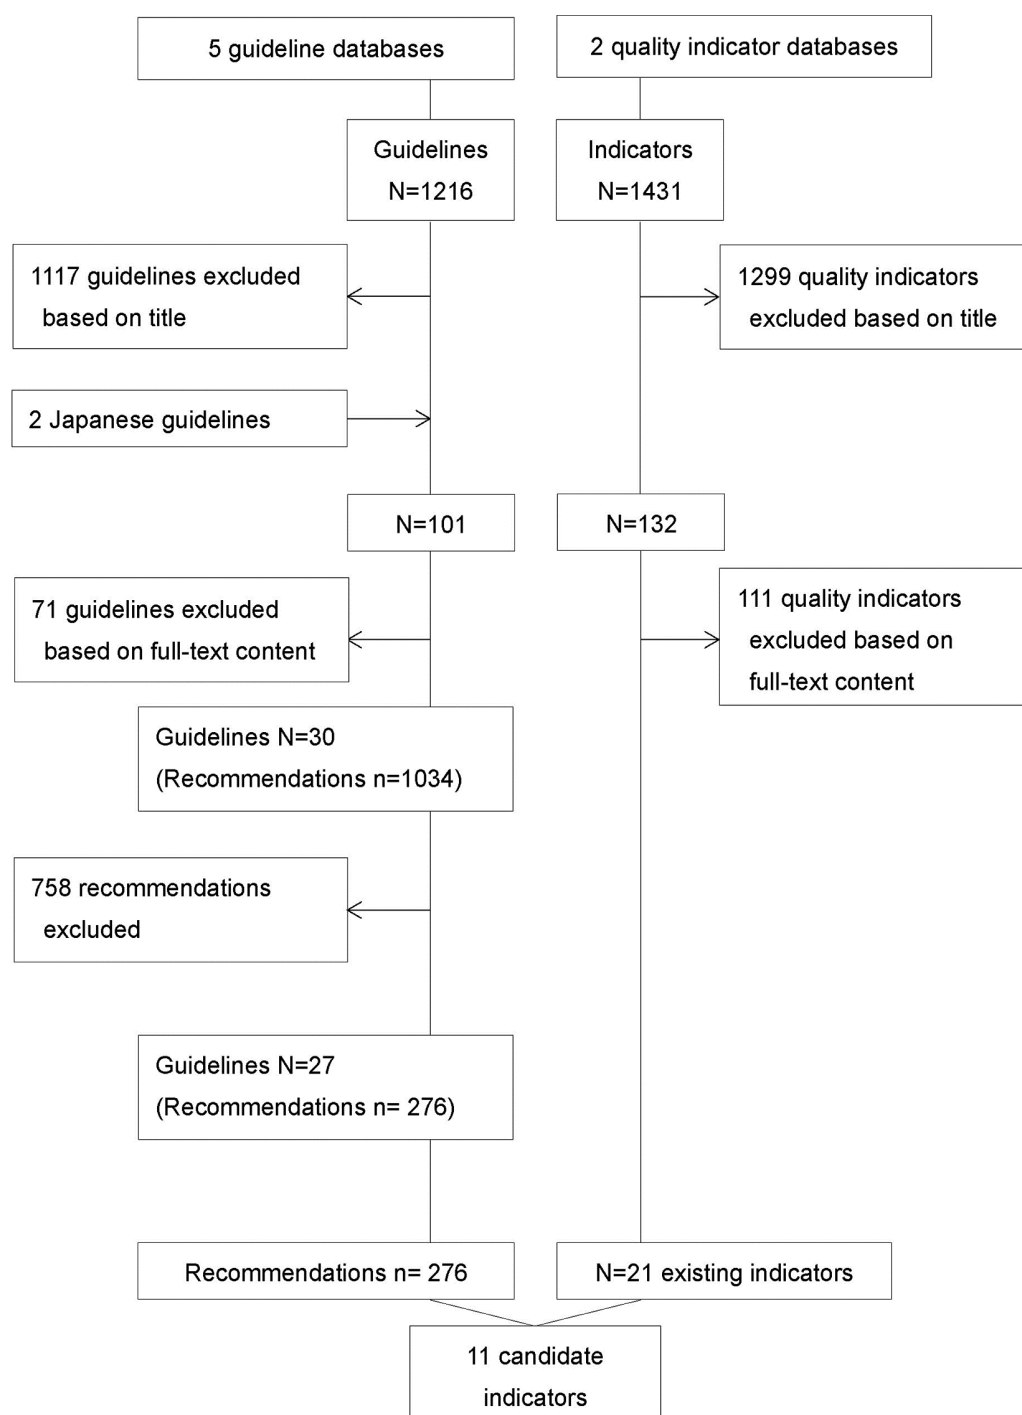 5 guideline databases
2 quality indicator databases
Guidelines
N=1216
Indicators
N=1431
1117 guidelines excluded
based on title
1299 quality indicators
excluded based on title
2 Japanese guidelines
N=101
N=132
71 guidelines excluded
based on full-text content
111 quality indicators
excluded based on
full-text content
Guidelines N=30
(Recommendations n=1034)
758 recommendations
excluded
Guidelines N=27
(Recommendations n= 276)
Recommendations n= 276
N=21 existing indicators
11 candidate
indicators